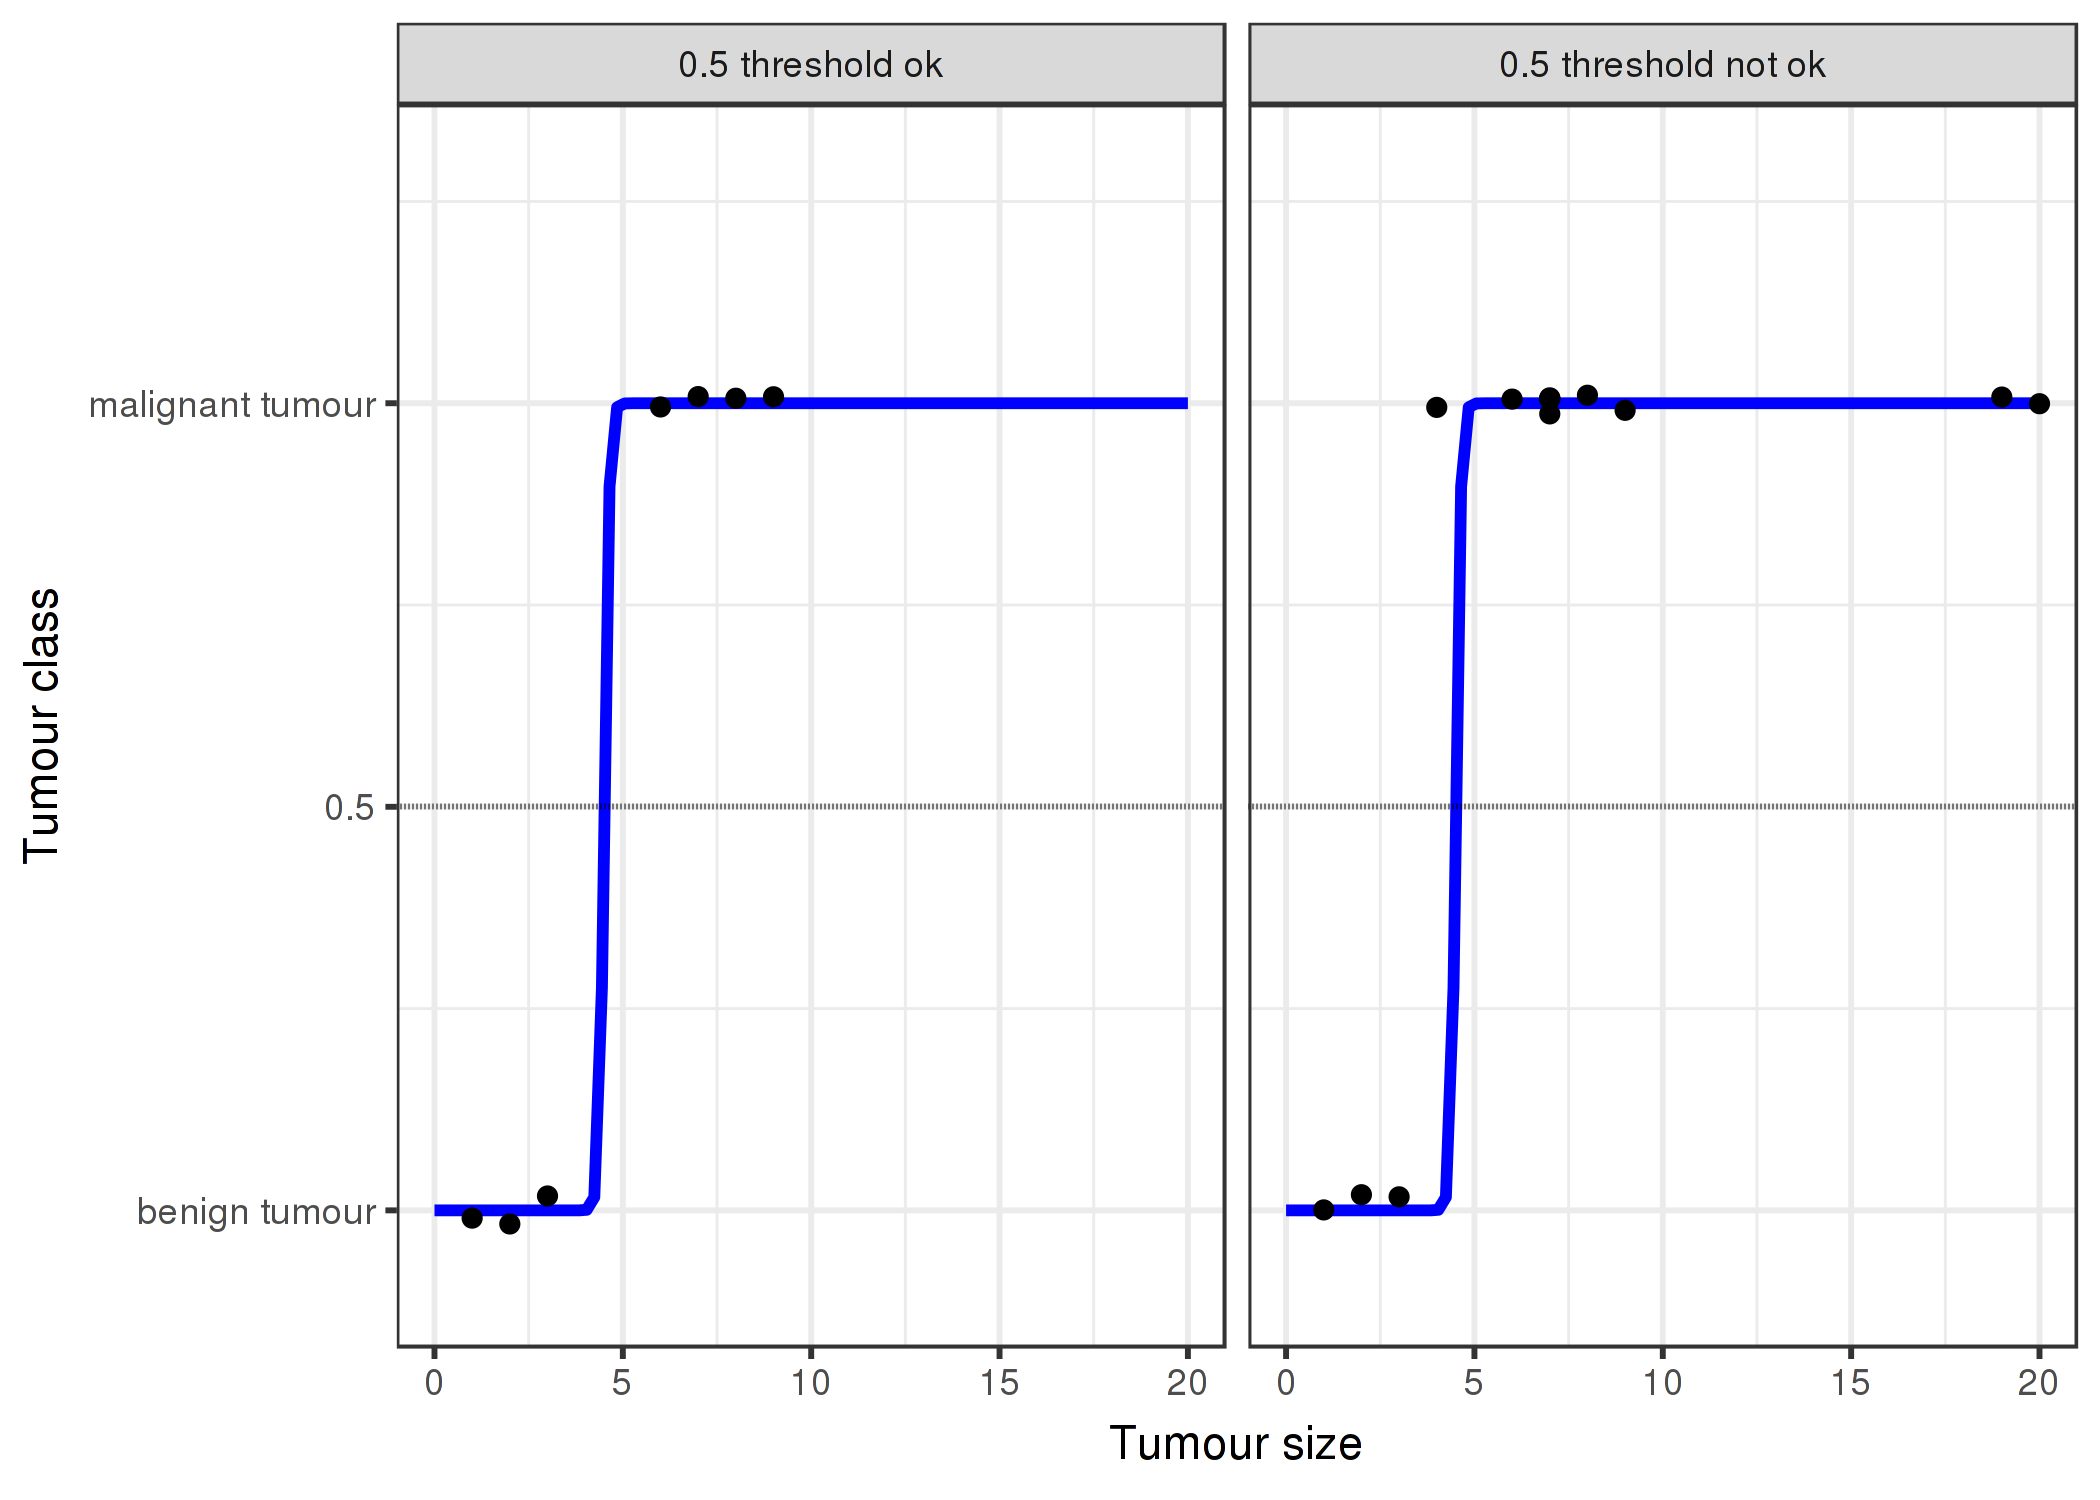 0.5 threshold ok
0.5 threshold not ok
Tumour class
malignant tumour
0.5
benign tumour
0 5 10 15 20
0 5 10 15 20
Tumour size